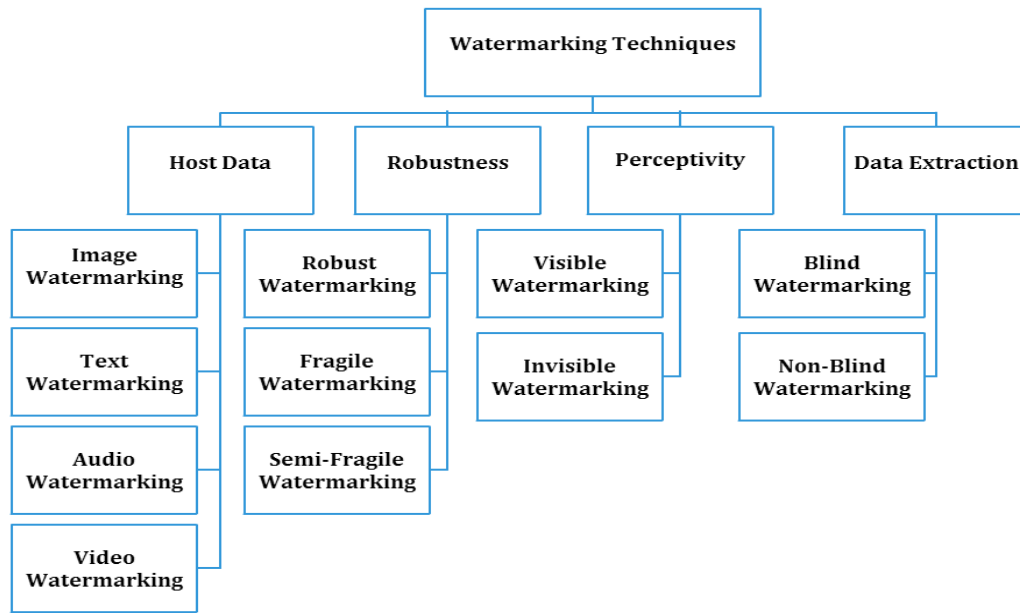 Watermarking Techniques
Host Data
Robustness
Perceptivity
Data Extraction
Image
Watermarking
Text
Watermarking
Audio
Watermarking
Video
Watermarking
Robust
Watermarking
Fragile
Watermarking
Semi-Fragile
Watermarking
Visible
Watermarking
Invisible
Watermarking
Blind
Watermarking
Non-Blind
Watermarking